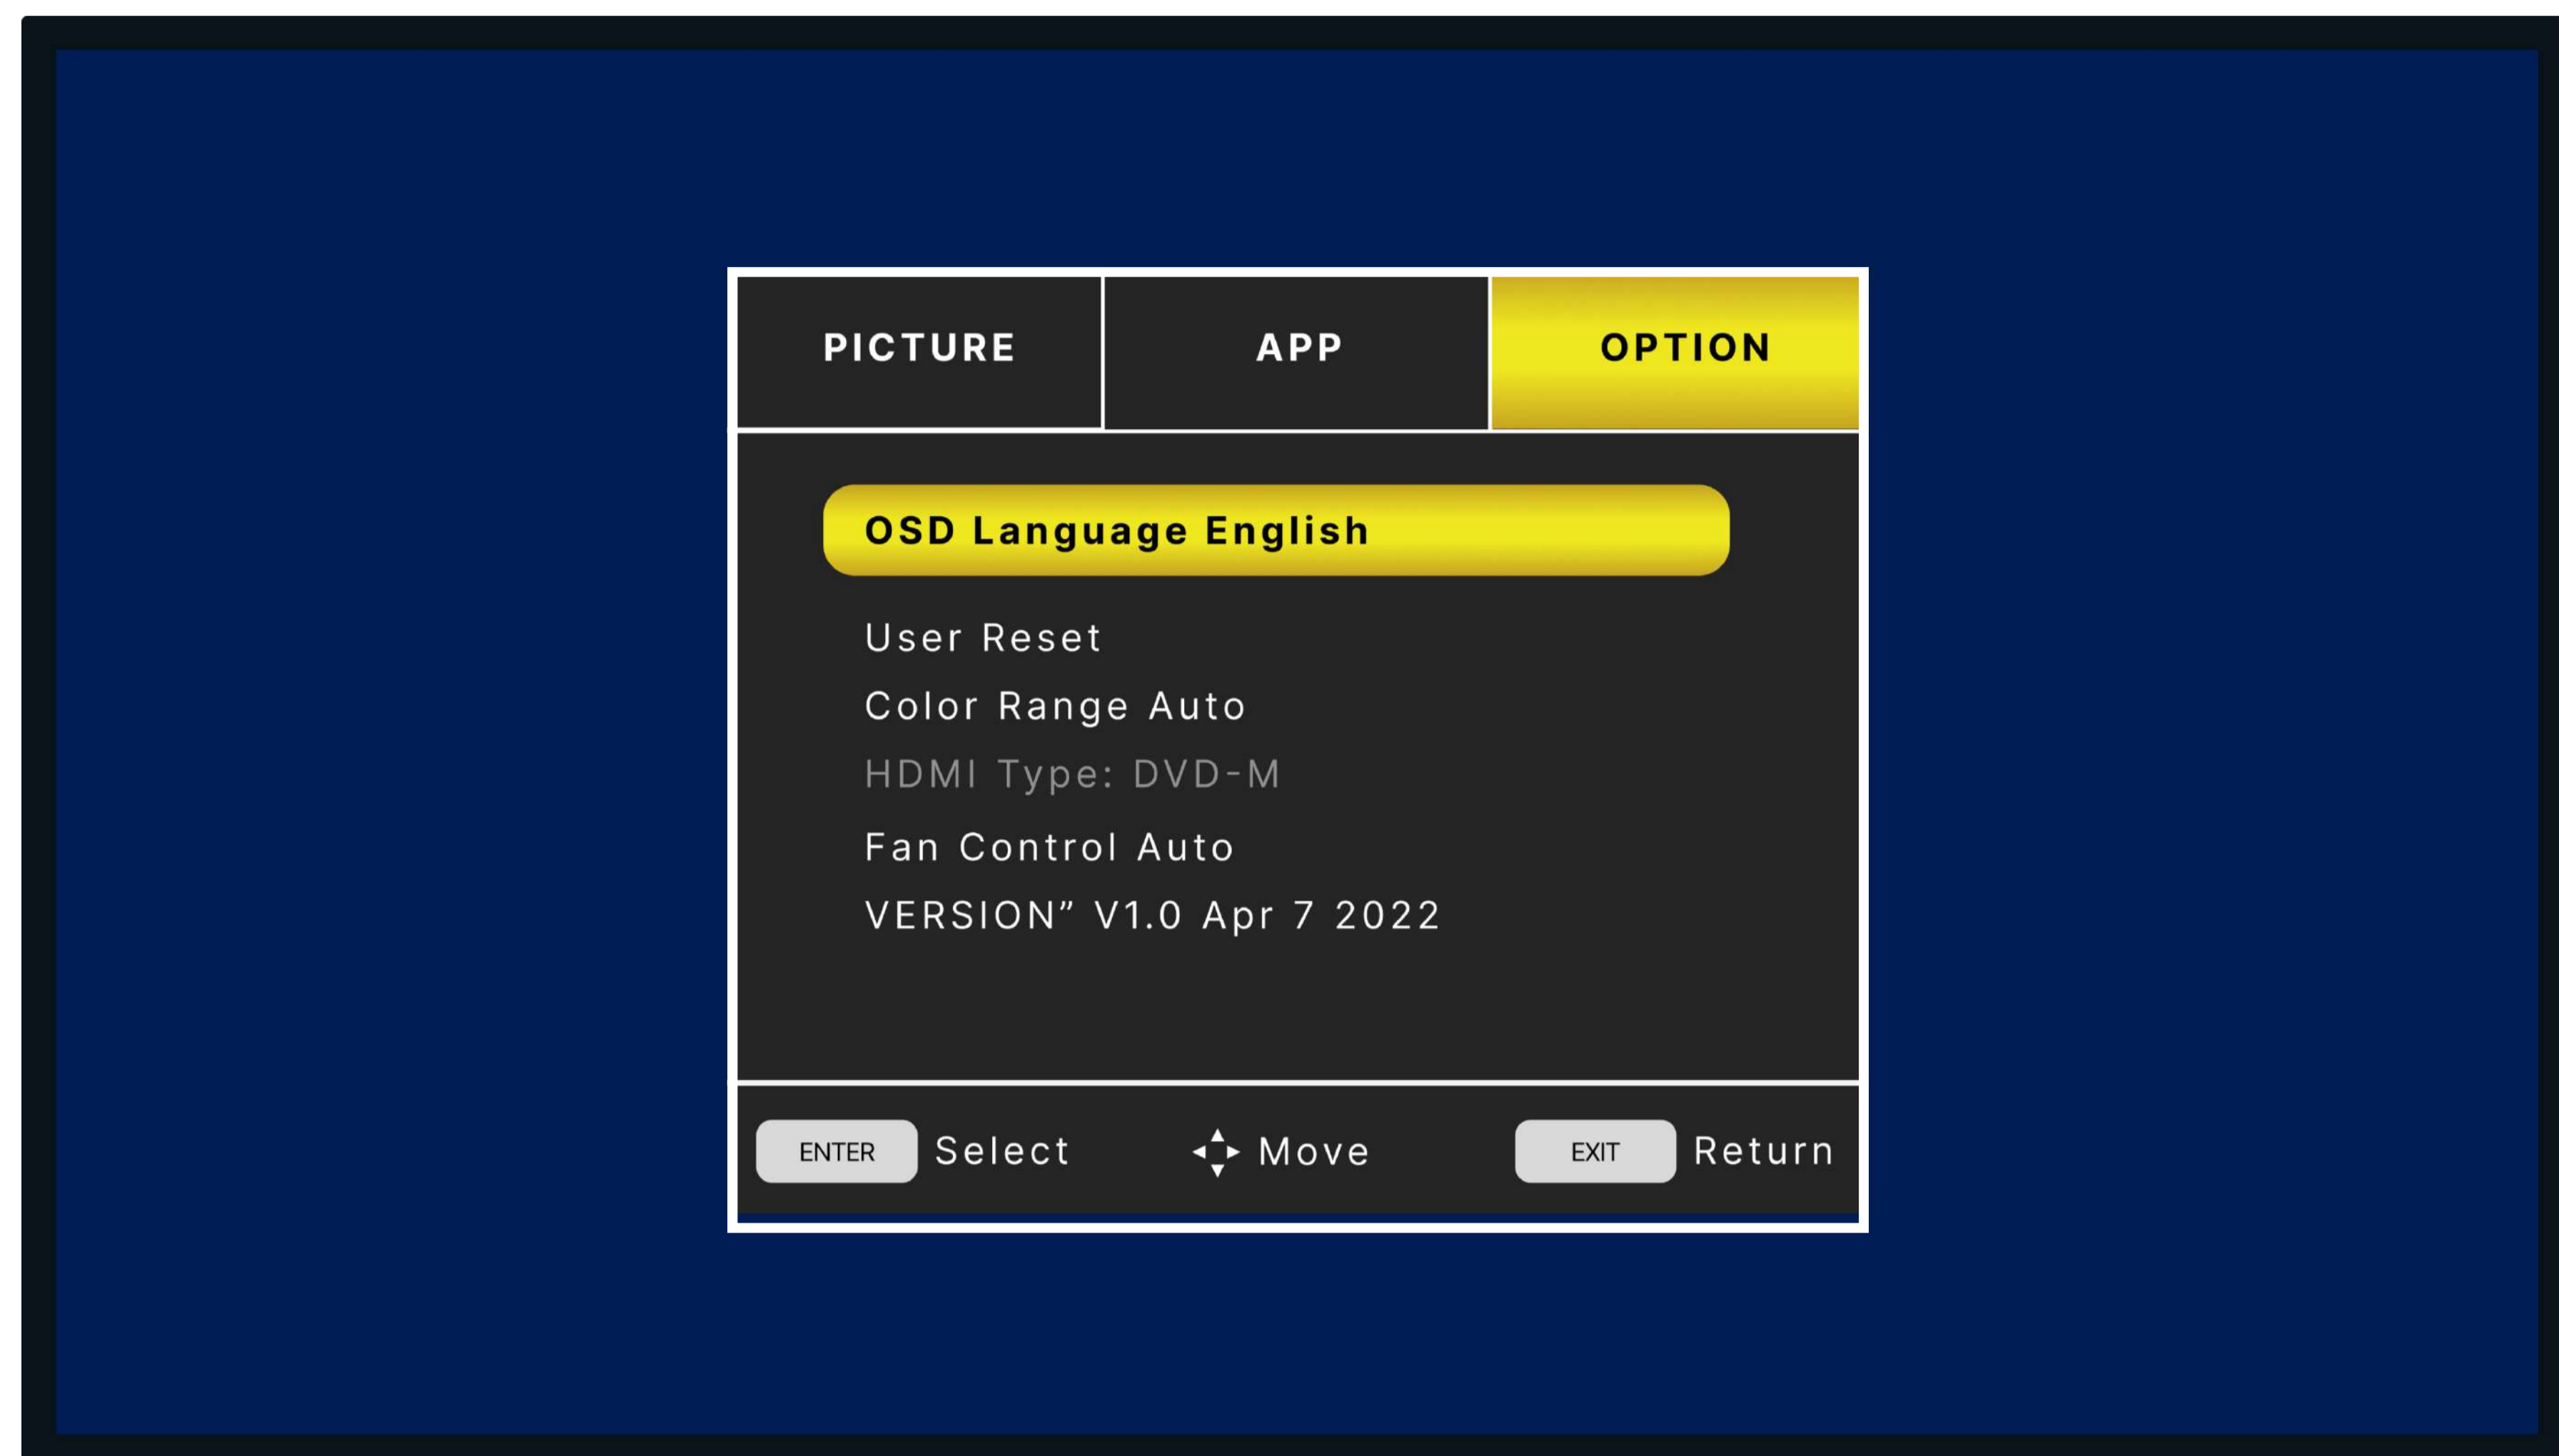 PICTURE APP OPTION
OSD Language English
User Reset
Color Range Auto
HDMI Type: DVD-M
Fan Control Auto
VERSION” V1.0 Apr 7 2022
ENTER Select Move EXIT Return